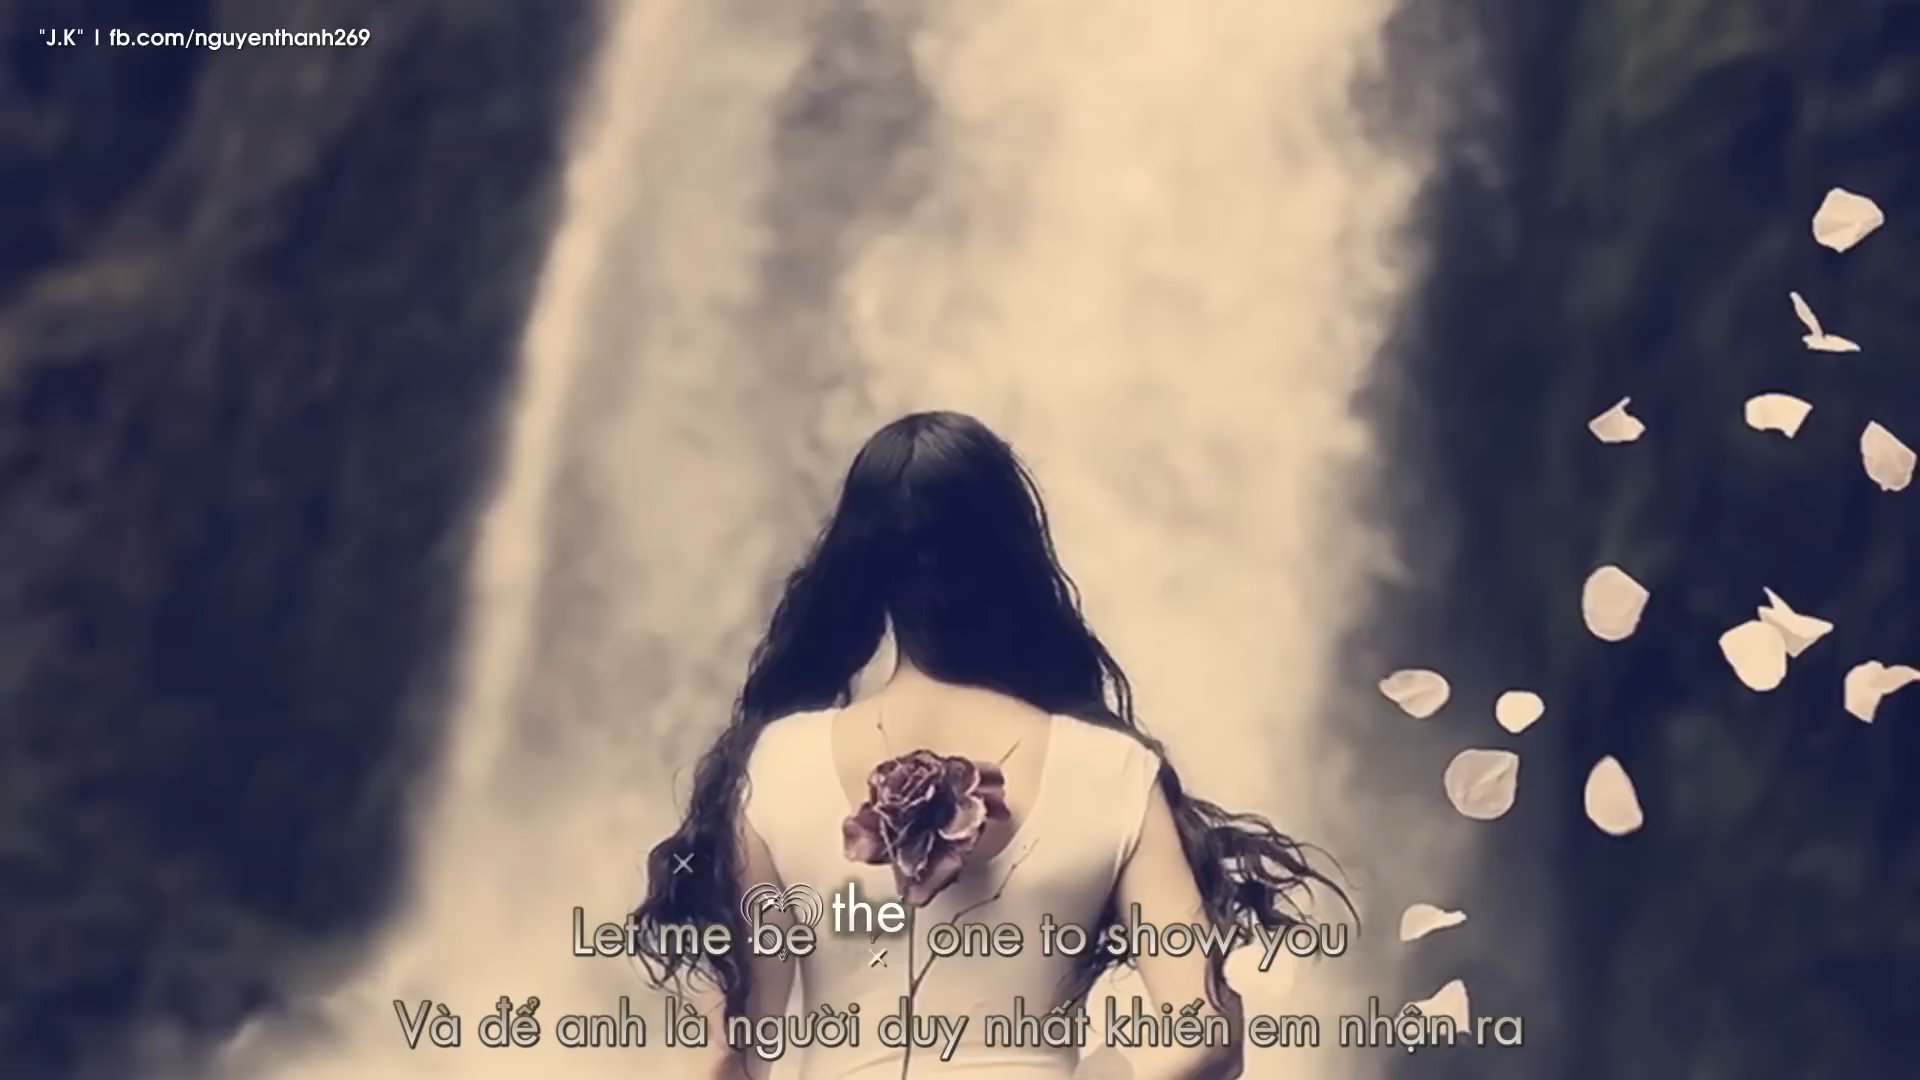 "J.K" | fb.com/nguyenthanh269
Let me be the one to show you
Và để anh là người duy nhất khiến em nhận ra